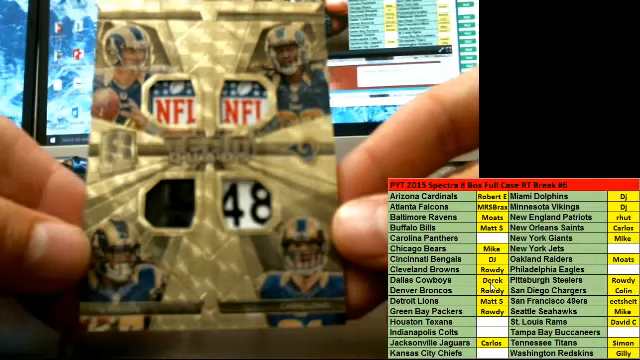 NFL NFL
48
PYT 2015 Spectra 8 Box Full Case RT Break #6
Arizona Cardinals Robert E Miami Dolphins Dj
Atlanta Falcons MRSBrax Minnesota Vikings Dj
Baltimore Ravens Moats New England Patriots rhut
Buffalo Bills Matt S New Orleans Saints Carlos
Carolina Panthers New York Giants Mike
Chicago Bears Mike New York Jets
Cincinnati Bengals DJ Oakland Raiders Moats
Cleveland Browns Rowdy Philadelphia Eagles
Dallas Cowboys Derek Pittsburgh Steelers Rowdy
Denver Broncos Rowdy San Diego Chargers Colin
Detroit Lions Matt S San Francisco 49ers eetshelt
Green Bay Packers Rowdy Seattle Seahawks Mike
Houston Texans St. Louis Rams David C
Indianapolis Colts Tampa Bay Buccaneers
Jacksonville Jaguars Carlos Tennessee Titans Simon
Kansas City Chiefs Washington Redskins Gilly